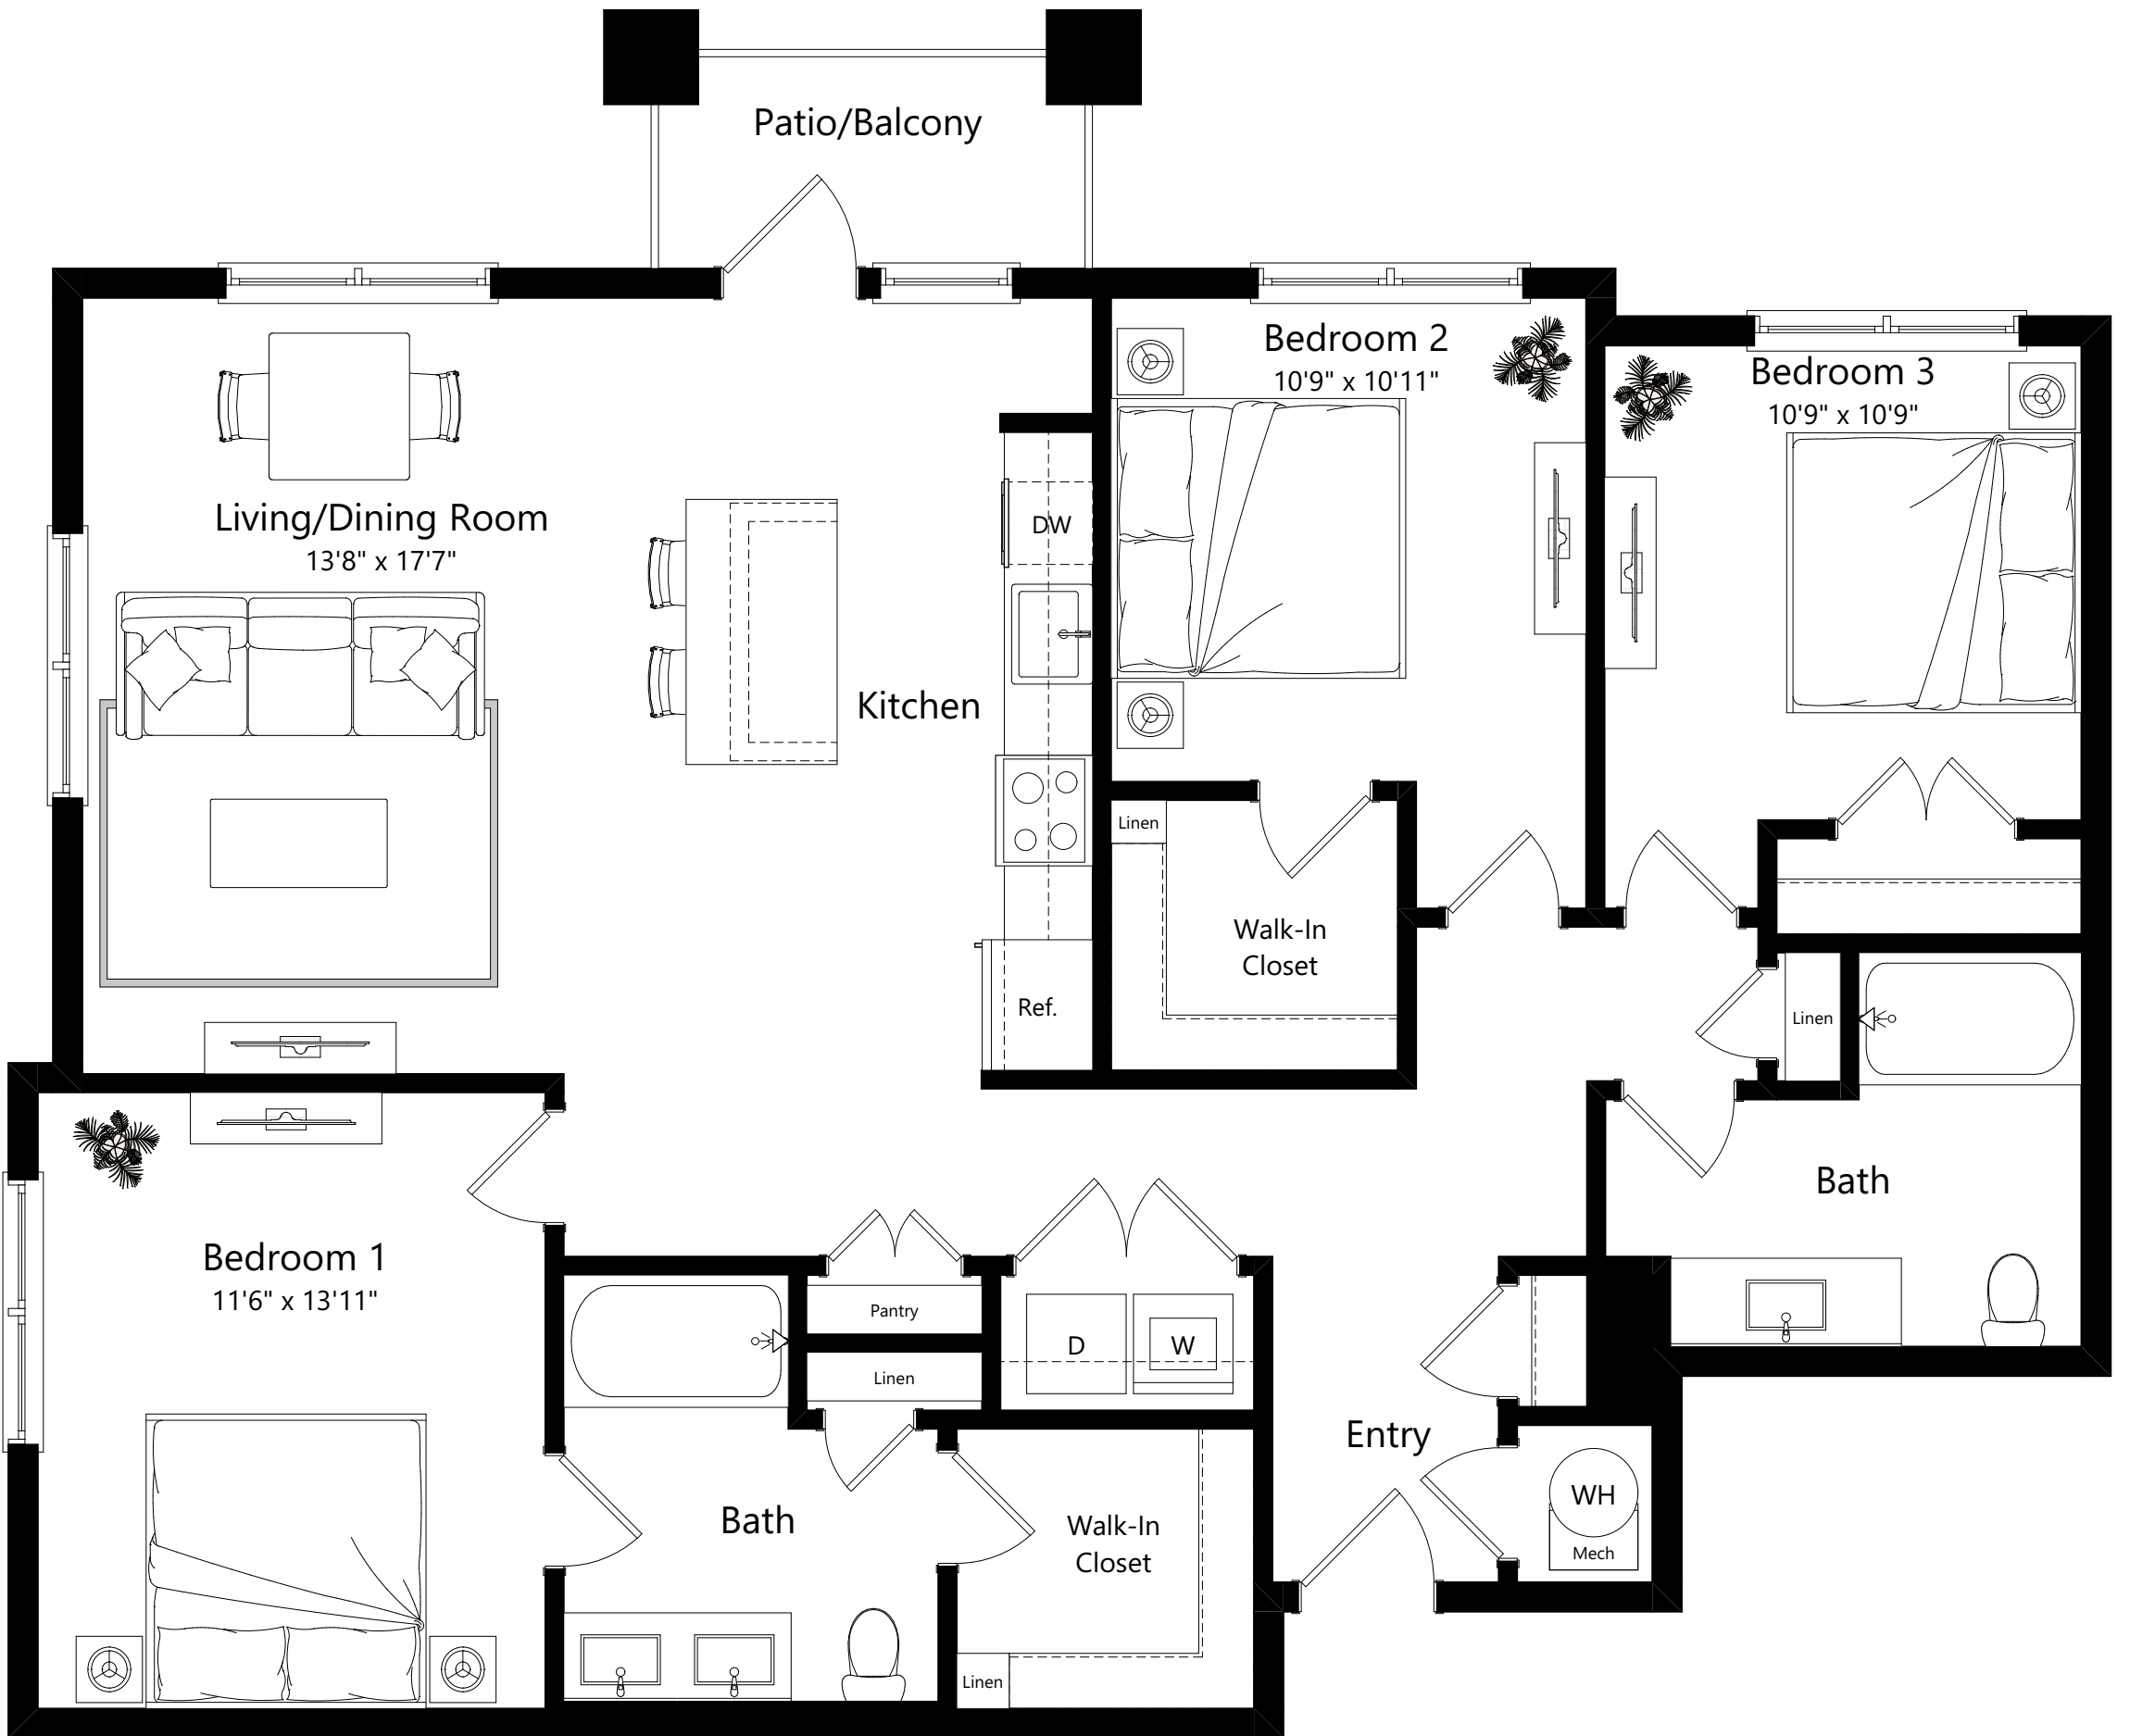 Patio/Balcony
Bedroom 2
10'9" x 10'11"
Bedroom 3
10'9" x 10'9"
Living/Dining Room
13'8" x 17'7"
DW
Kitchen
Linen
Walk-In
Closet
Ref.
Linen
Bath
Bedroom 1
11'6" x 13'11"
Pantry
D
W
Linen
Entry
Bath
Walk-In
Closet
WH
Mech
Linen